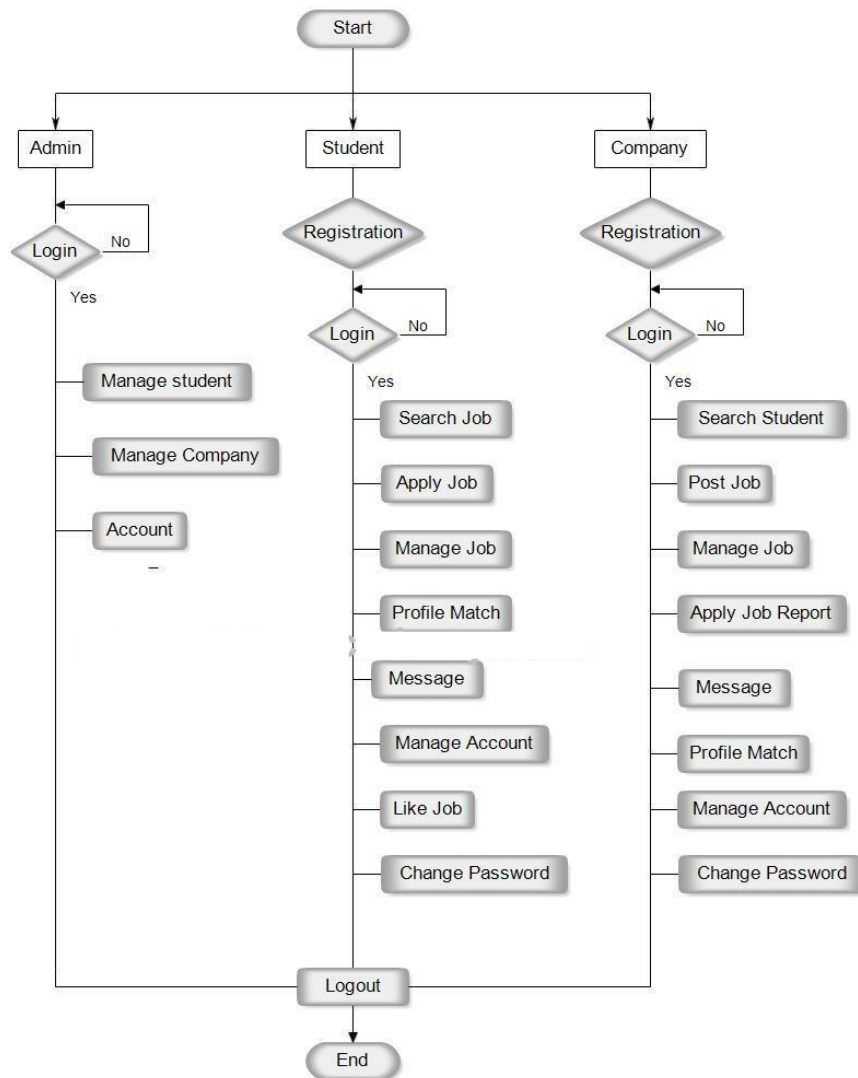 Start
Admin
Student
Company
Login
No
Yes
Manage student
Manage Company
Account
Registration
Login
No
Yes
Search Job
Apply Job
Manage Job
Profile Match
Message
Manage Account
Like Job
Change Password
Registration
Login
No
Yes
Search Student
Post Job
Manage Job
Apply Job Report
Message
Profile Match
Manage Account
Change Password
Logout
End